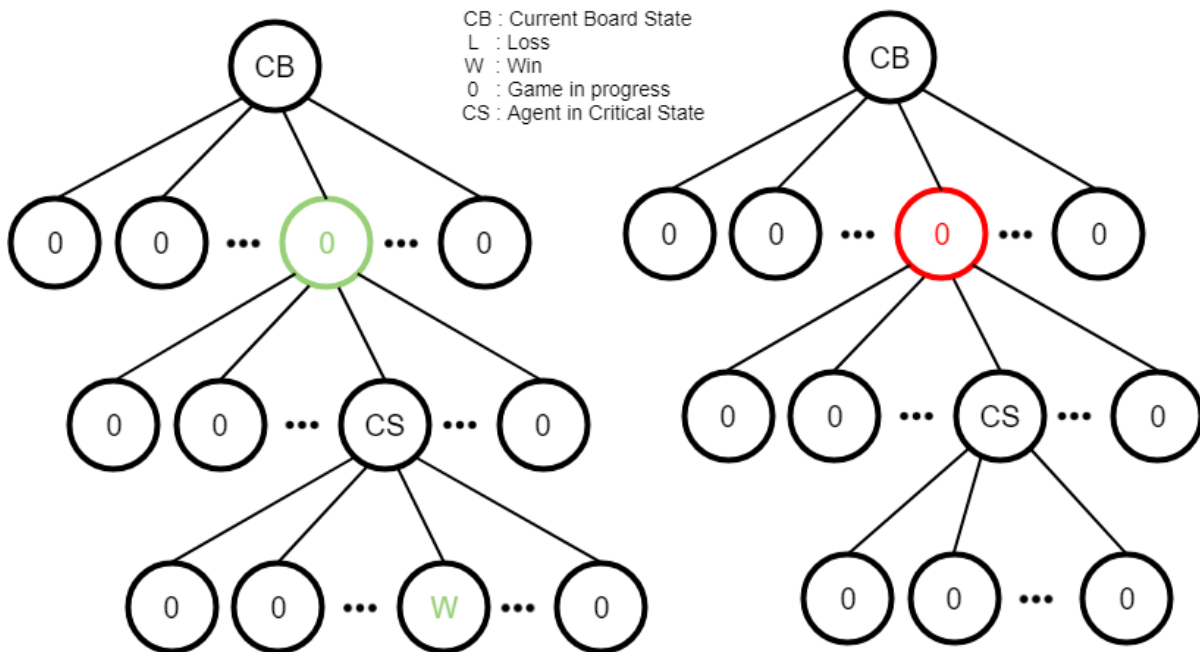 CB : Current Board State
L : Loss
W : Win
0 : Game in progress
CS : Agent in Critical State
CB
0 0 ••• 0 ••• 0
0 0 ••• CS ••• 0
0 0 ••• W ••• 0
CB
0 0 ••• 0 ••• 0
0 0 ••• CS ••• 0
0 0 ••• 0